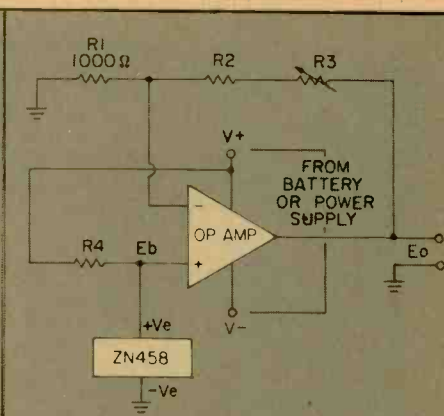 R1
1000Ω
R2
R3
V+
FROM
BATTERY
OR POWER
SUPPLY
-
OP AMP
+
R4
Eb
Eo
V-
+Ve
ZN458
-Ve